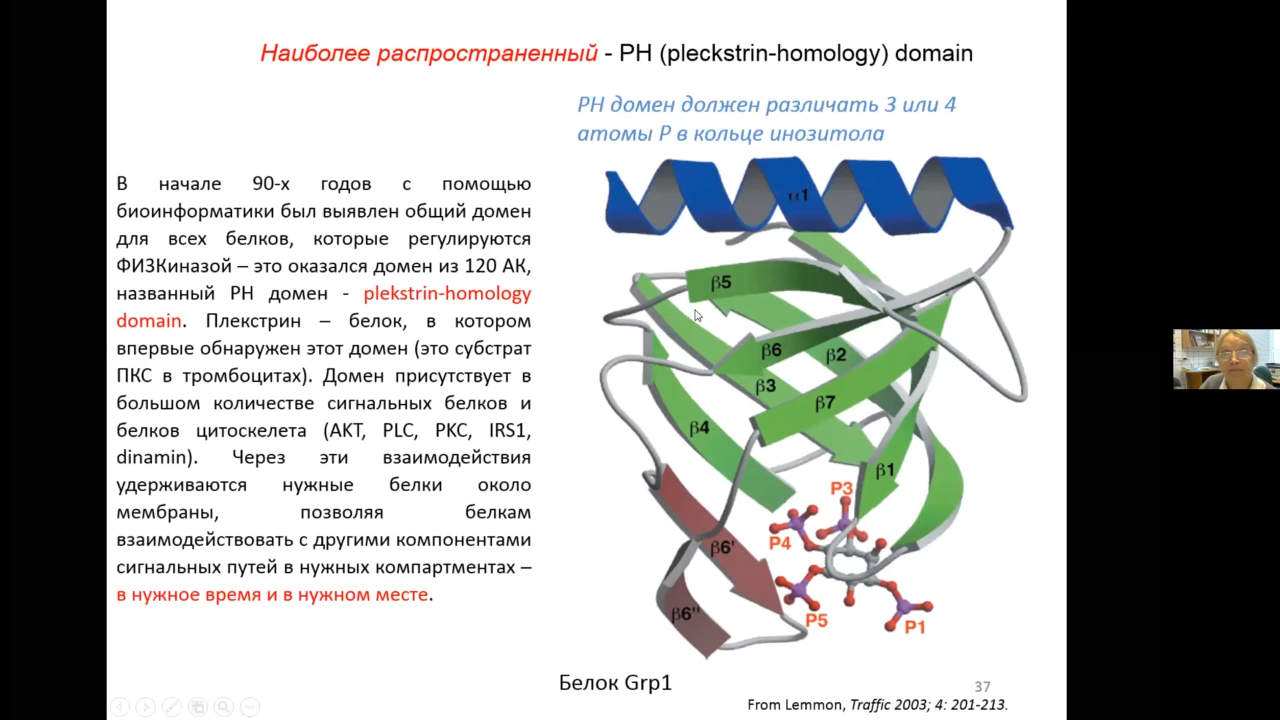 Наиболее распространенный - PH (pleckstrin-homology) domain
PH домен должен различать 3 или 4
атомы P в кольце инозитола
В начале 90-х годов с помощью
биоинформатики был выявлен общий домен
для всех белков, которые регулируются
ФИ3Киназой – это оказался домен из 120 АК,
названный PH домен - plekstrin-homology
domain. Плекстрин – белок, в котором
впервые обнаружен этот домен (это субстрат
ПКС в тромбоцитах). Домен присутствует в
большом количестве сигнальных белков и
белков цитоскелета (AKT, PLC, PKC, IRS1,
dinamin). Через эти взаимодействия
удерживаются нужные белки около
мембраны, позволяя белкам
взаимодействовать с другими компонентами
сигнальных путей в нужных компартментах –
в нужное время и в нужном месте.
α1
β5
β6
β2
β3
β7
β4
β1
P3
P4
β6'
P5
β6"
P1
Белок Grp1
37
From Lemmon, Traffic 2003; 4: 201-213.